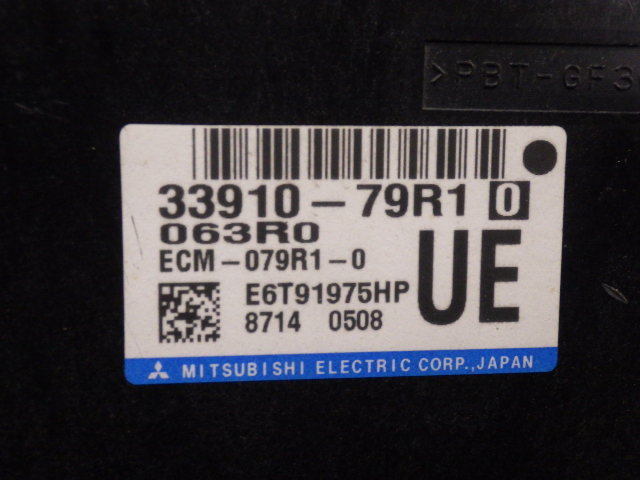 >PBT-GF3
33910-79R1 0
063R0
ECM-079R1-0
UE
E6T91975HP
8714 0508
MITSUBISHI ELECTRIC CORP.,JAPAN